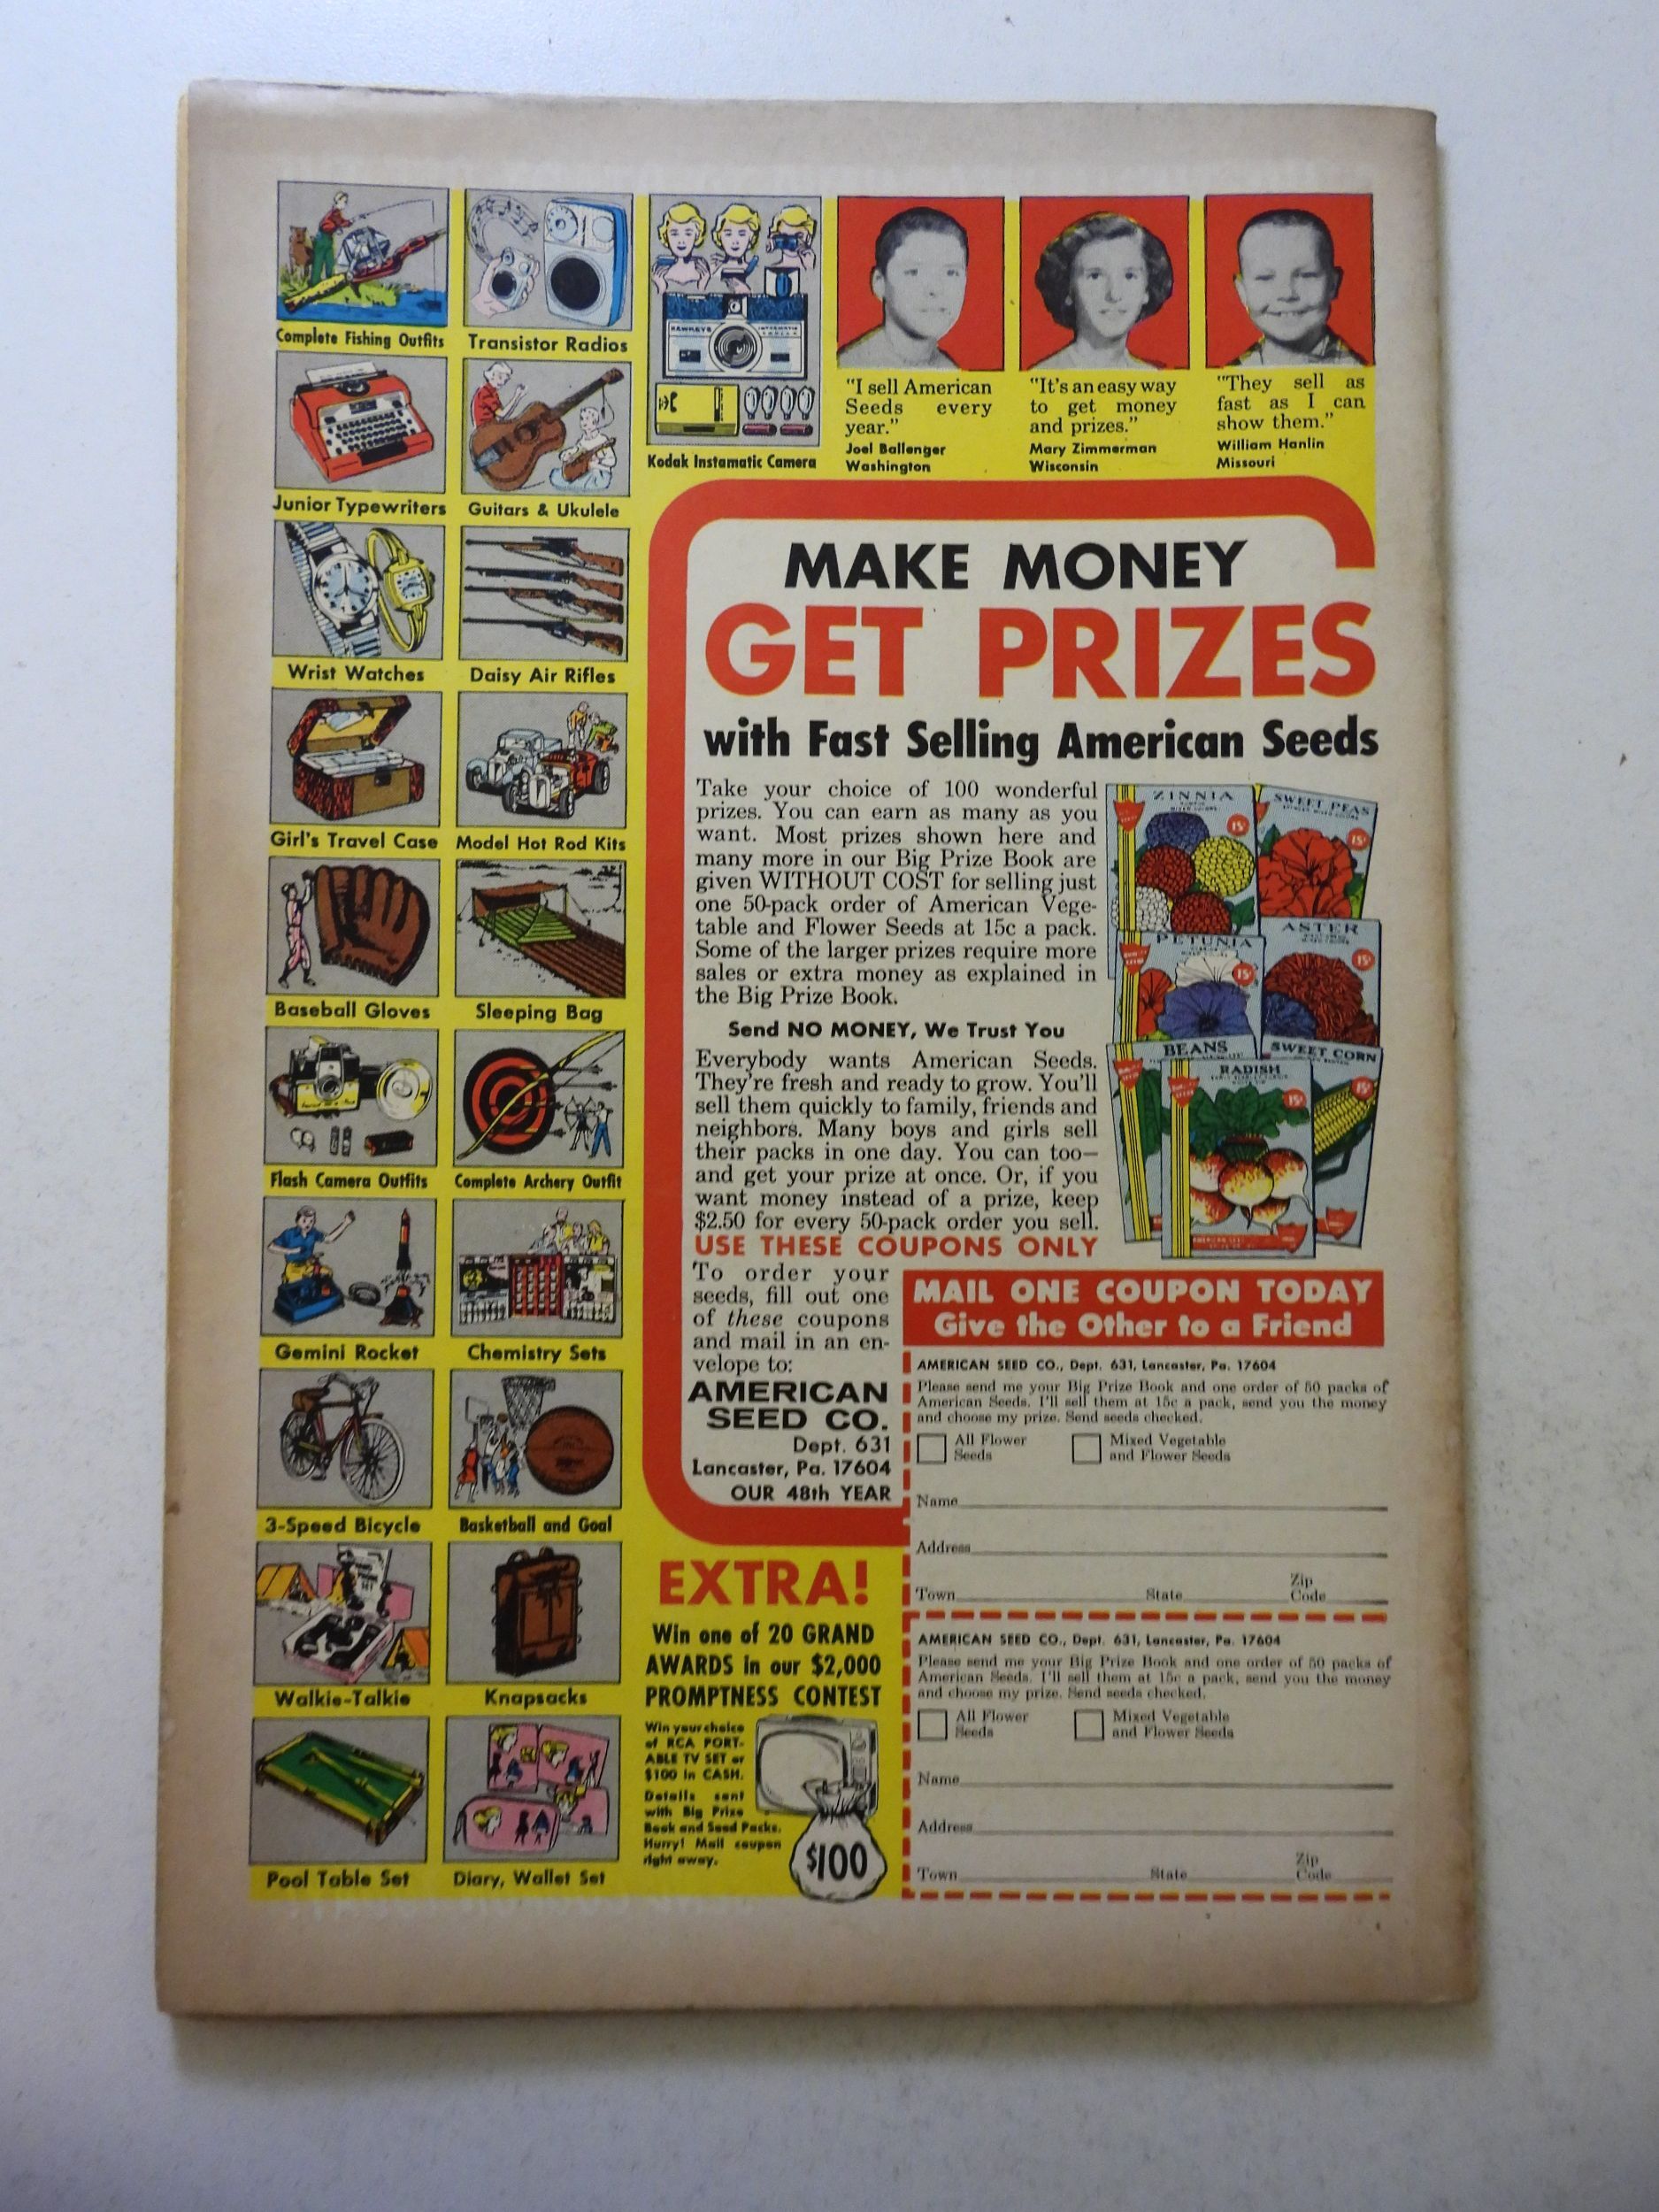 Complete Fishing Outfits
Transistor Radios
Kodak Instamatic Camera
"I sell American
Seeds every
year."
Joel Ballenger
Washington
"It's an easy way
to get money
and prizes."
Mary Zimmerman
Wisconsin
"They sell as
fast as I can
show them."
William Hanlin
Missouri
Junior Typewriters
Guitars & Ukulele
Wrist Watches
Daisy Air Rifles
Girl's Travel Case
Model Hot Rod Kits
Baseball Gloves
Sleeping Bag
Flash Camera Outfits
Complete Archery Outfit
Gemini Rocket
Chemistry Sets
3-Speed Bicycle
Basketball and Goal
Walkie-Talkie
Knapsacks
Pool Table Set
Diary, Wallet Set
MAKE MONEY
GET PRIZES
with Fast Selling American Seeds
Take your choice of 100 wonderful
prizes. You can earn as many as you
want. Most prizes shown here and
many more in our Big Prize Book are
given WITHOUT COST for selling just
one 50-pack order of American Vege-
table and Flower Seeds at 15c a pack.
Some of the larger prizes require more
sales or extra money as explained in
the Big Prize Book.
Send NO MONEY, We Trust You
Everybody wants American Seeds.
They're fresh and ready to grow. You'll
sell them quickly to family, friends and
neighbors. Many boys and girls sell
their packs in one day. You can too—
and get your prize at once. Or, if you
want money instead of a prize, keep
$2.50 for every 50-pack order you sell.
USE THESE COUPONS ONLY
ZINNIA
15c
SWEET PEAS
15c
PETUNIA
15c
ASTER
15c
BEANS
SWEET CORN
15c
RADISH
15c
To order your
seeds, fill out one
of these coupons
and mail in an en-
velope to:
AMERICAN
SEED CO.
Dept. 631
Lancaster, Pa. 17604
OUR 48th YEAR
MAIL ONE COUPON TODAY
Give the Other to a Friend
AMERICAN SEED CO., Dept. 631, Lancaster, Pa. 17604
Please send me your Big Prize Book and one order of 50 packs of
American Seeds. I'll sell them at 15c a pack, send you the money
and choose my prize. Send seeds checked.
All Flower
Seeds
Mixed Vegetable
and Flower Seeds
Name
Address
Town State Zip Code
AMERICAN SEED CO., Dept. 631, Lancaster, Pa. 17604
Please send me your Big Prize Book and one order of 50 packs of
American Seeds. I'll sell them at 15c a pack, send you the money
and choose my prize. Send seeds checked.
All Flower
Seeds
Mixed Vegetable
and Flower Seeds
Name
Address
Town State Zip Code
EXTRA!
Win one of 20 GRAND
AWARDS in our $2,000
PROMPTNESS CONTEST
Win your choice
of RCA PORT-
ABLE TV SET or
$100 in CASH.
Details sent
with Big Prize
Book and Seed Packs.
Hurry! Mail coupon
right away.
$100